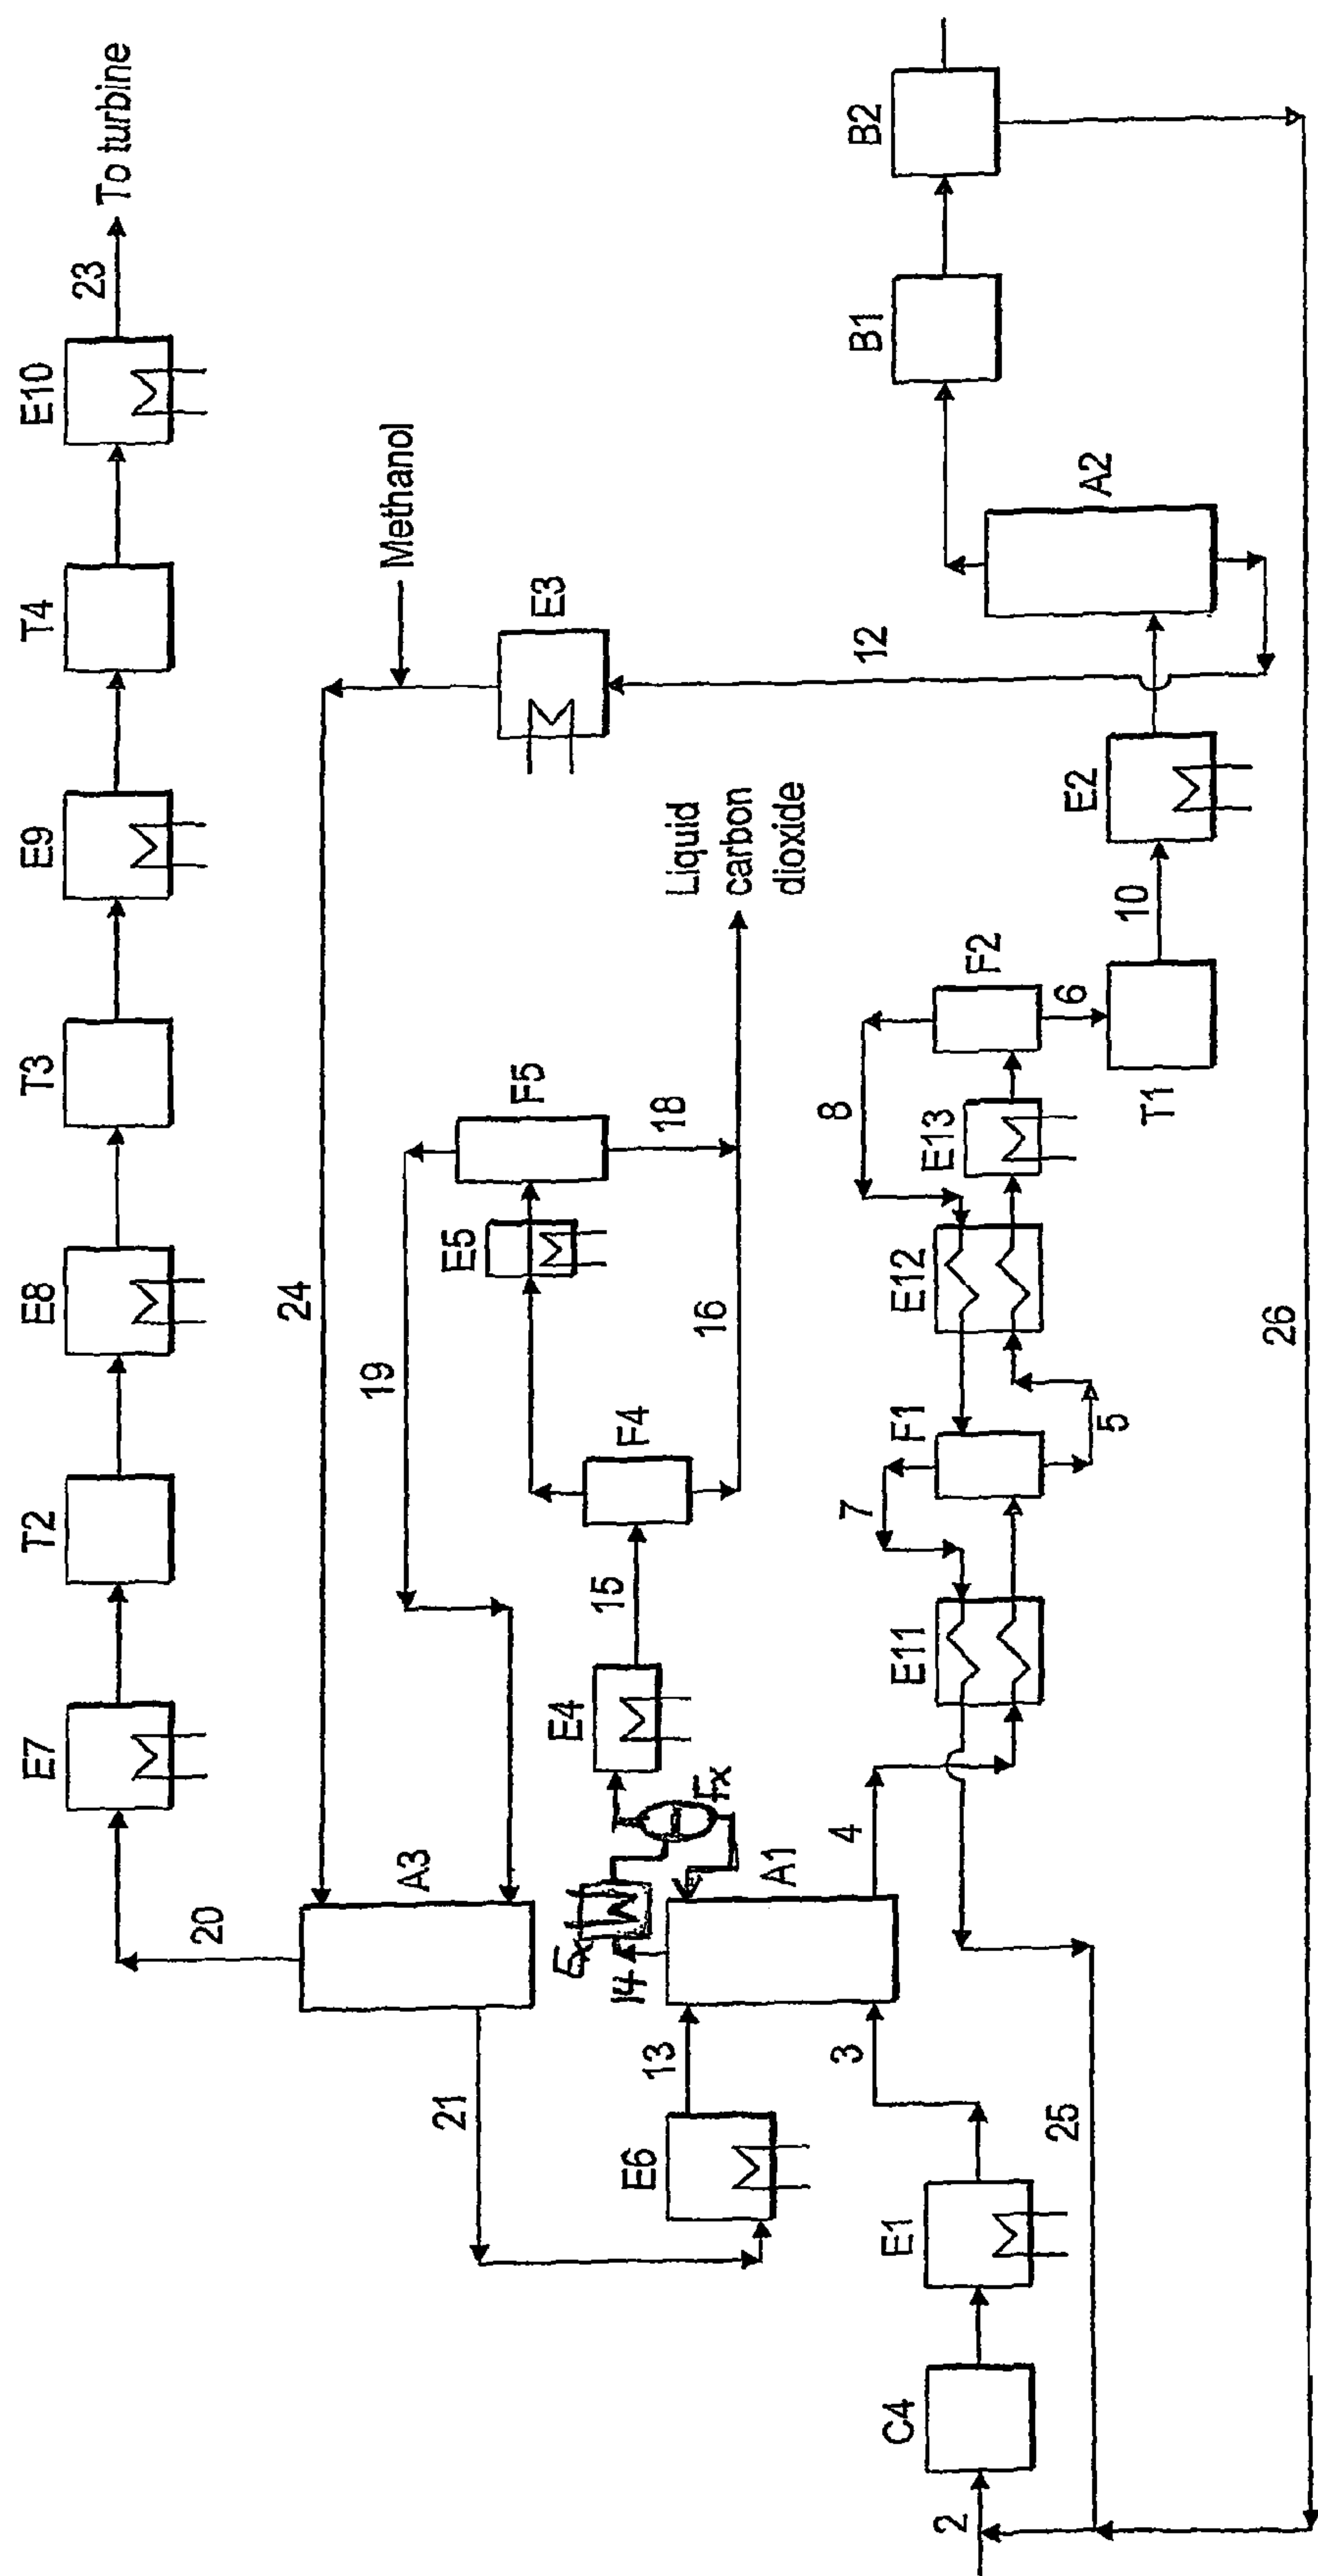 E7
T2
E8
T3
E9
T4
E10
23
To turbine
20
24
Methanol
A3
19
E3
21
F5
E5
18
Ex
14
Fx
E4
15
F4
16
Liquid
carbon
dioxide
E6
13
A1
12
A2
B1
B2
3
4
7
8
E11
F1
E12
E13
F2
6
5
T1
10
E2
2
C4
E1
25
26